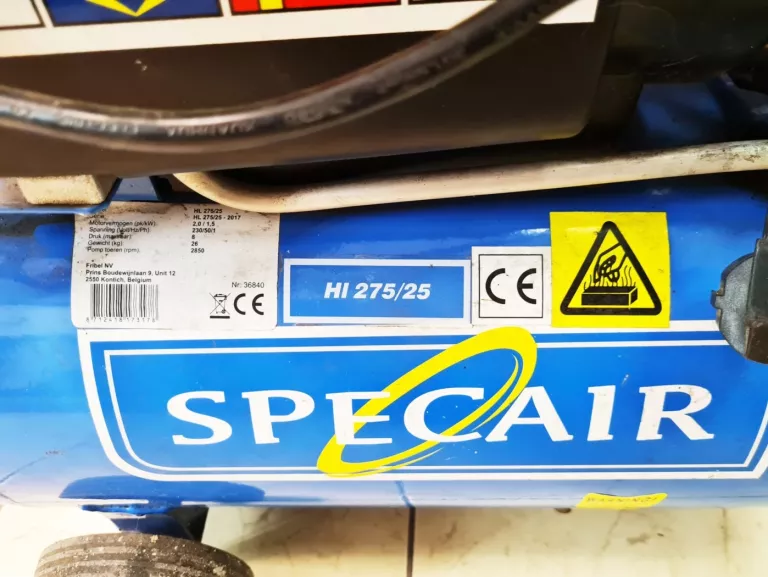 HL 275/25
HL 275/25 - 2017
Motorvermogen (pk/kW) 2,0 / 1,5
Spanning (Volt/Hz/Ph) 230/50/1
Druk (max/bar) 8
Gewicht (kg) 26
Pomp toeren (rpm) 2850
Fribel NV
Prins Boudewijnlaan 9, Unit 12
2550 Kontich, Belgium
Nr: 36840
CE
HI 275/25
CE
SPECAIR